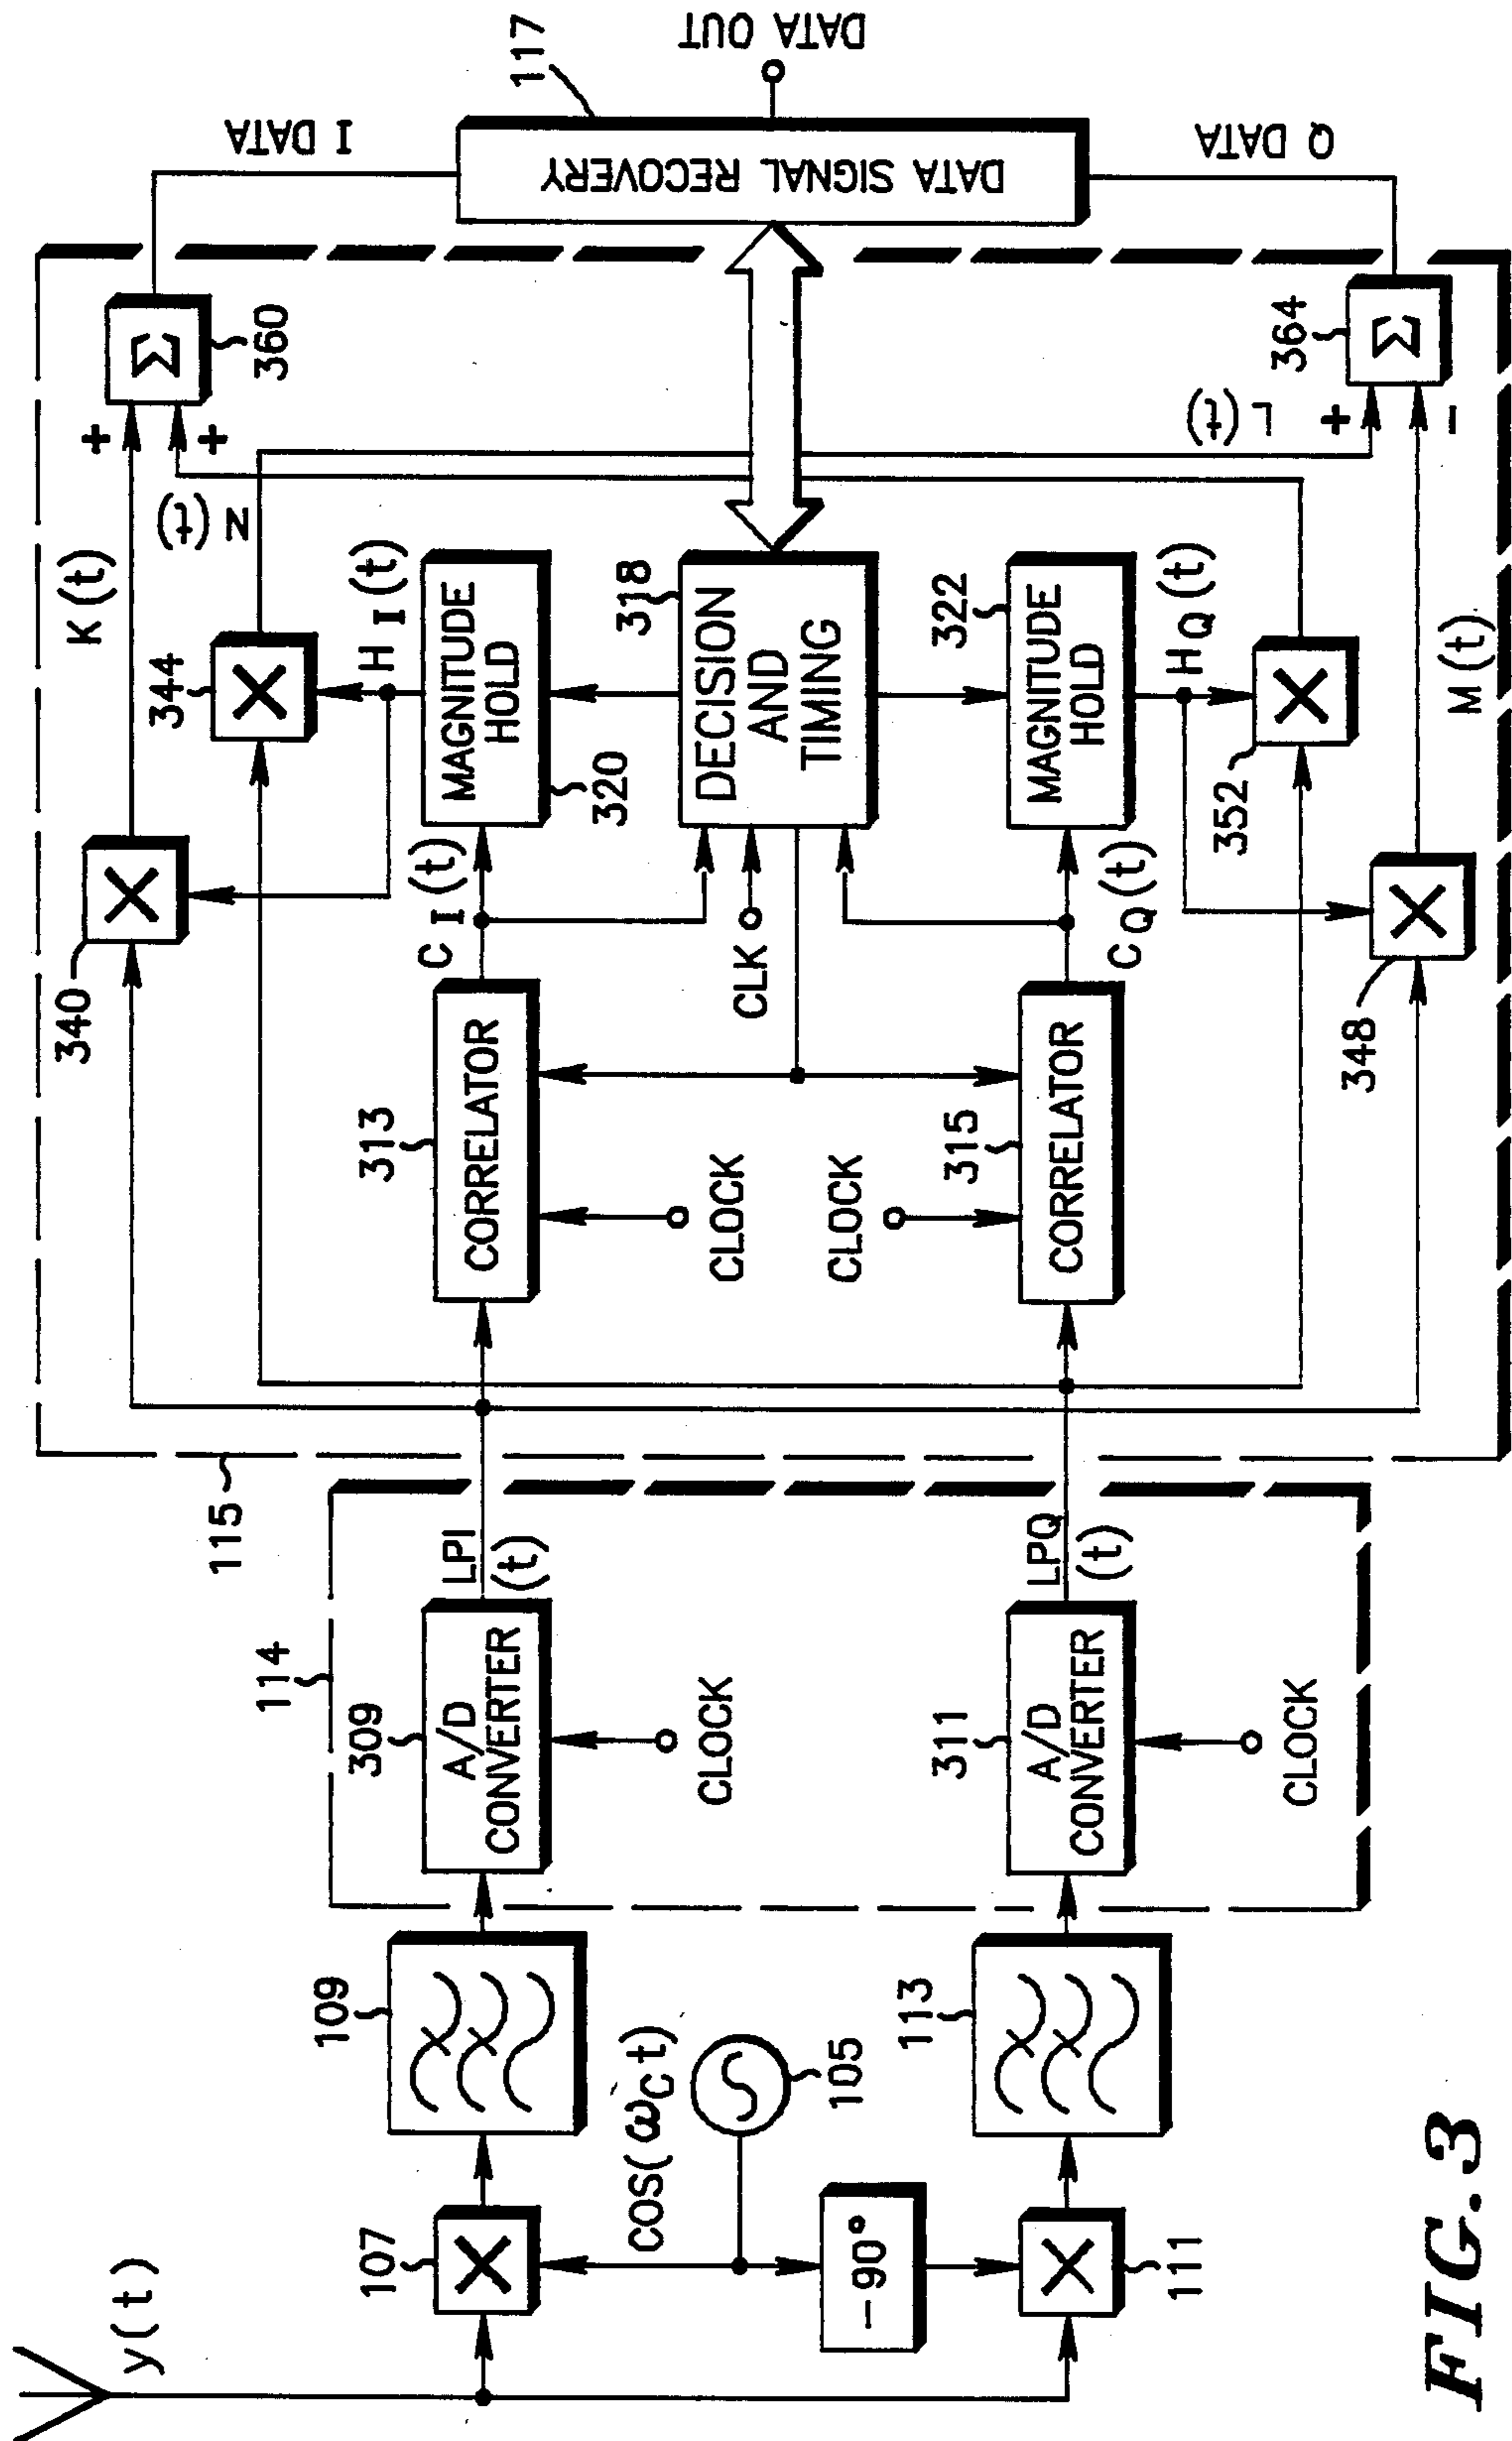 y(t)
107
COS(ωCt)
-90°
111
109
105
113
114
309
A/D
CONVERTER
CLOCK
LPI
(t)
311
A/D
CONVERTER
CLOCK
LPQ
(t)
115
313
CORRELATOR
CLOCK
CLOCK
315
CORRELATOR
CI(t)
CLK
CQ(t)
340
344
K(t)
N(t)
HI(t)
MAGNITUDE
HOLD
320
318
DECISION
AND
TIMING
322
MAGNITUDE
HOLD
HQ(t)
352
348
M(t)
L(t)
+
+
Σ
360
+
-
Σ
364
I DATA
Q DATA
DATA SIGNAL RECOVERY
117
DATA OUT
FIG.3